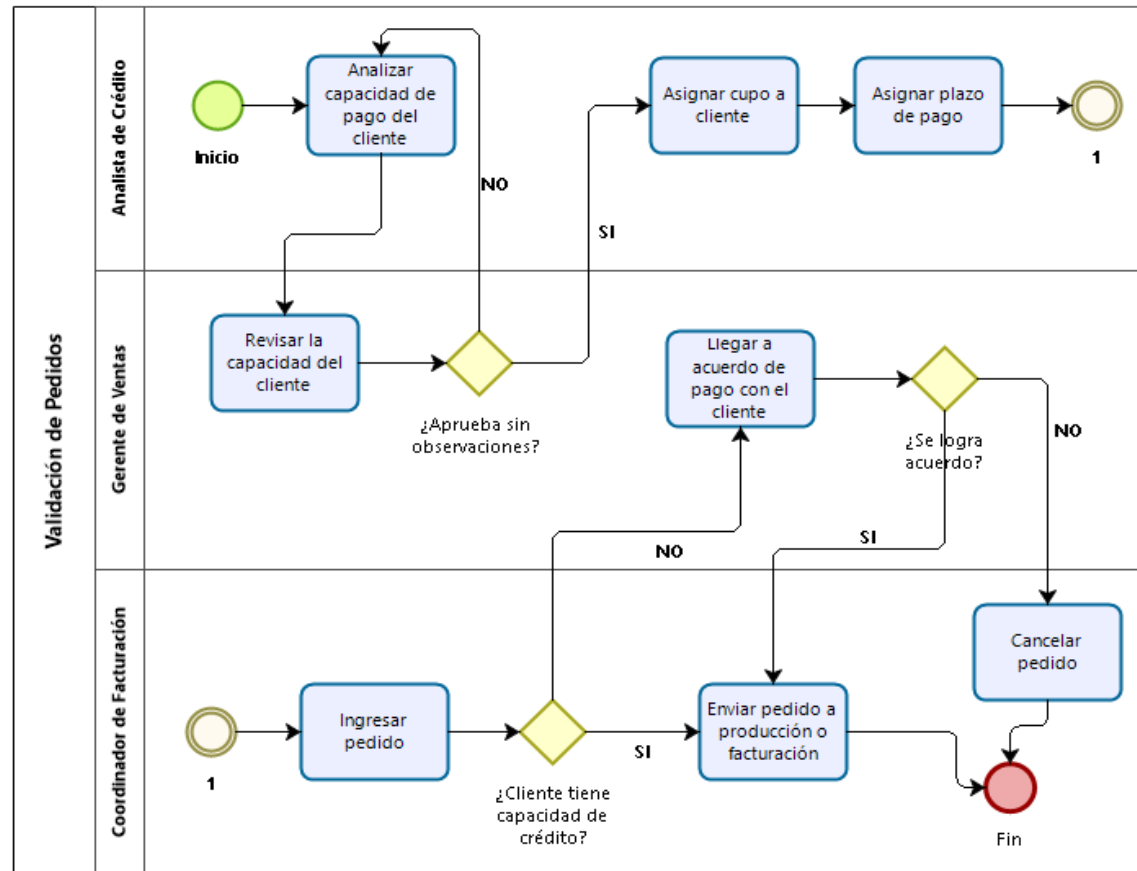 Validación de Pedidos
Analista de Crédito
Inicio
Analizar
capacidad de
pago del
cliente
NO
SI
Asignar cupo a
cliente
Asignar plazo
de pago
1
Gerente de Ventas
Revisar la
capacidad del
cliente
¿Aprueba sin
observaciones?
Llegar a
acuerdo de
pago con el
cliente
¿Se logra
acuerdo?
NO
SI
NO
Coordinador de Facturación
1
Ingresar
pedido
¿Cliente tiene
capacidad de
crédito?
SI
Enviar pedido a
producción o
facturación
Cancelar
pedido
Fin